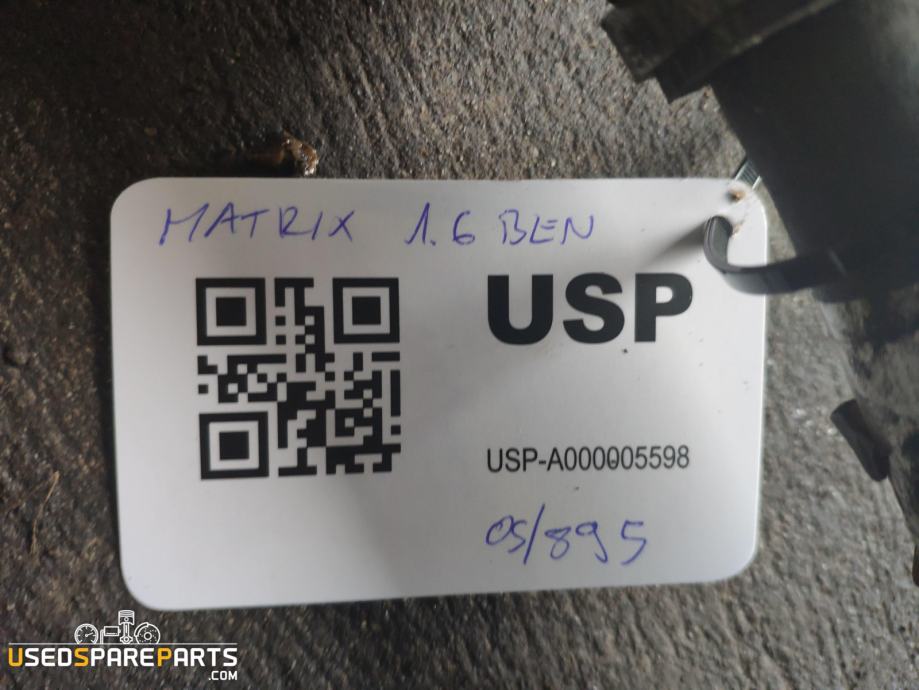 MATRIX 1.6 BEN
USP
USP-A000005598
05/895
USEDSPAREPARTS
.COM